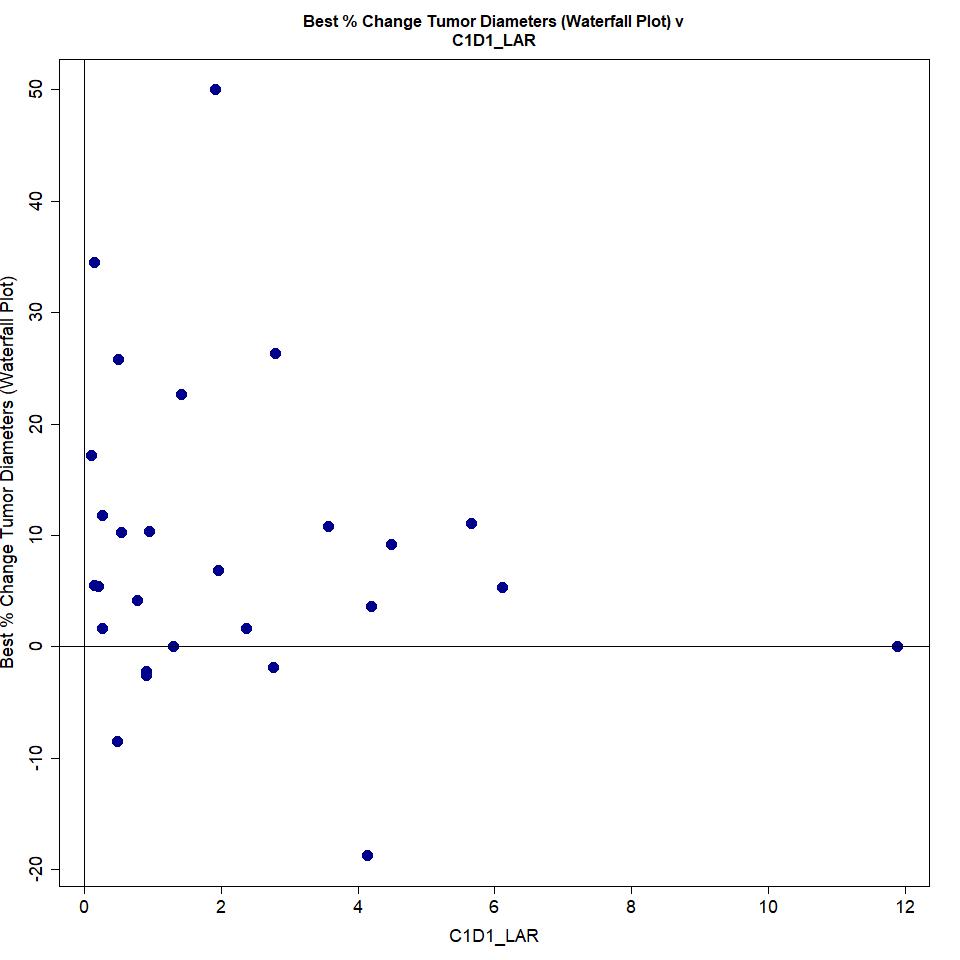 Best % Change Tumor Diameters (Waterfall Plot) v
C1D1_LAR
Best % Change Tumor Diameters (Waterfall Plot)
50
40
30
20
10
0
-10
-20
0 2 4 6 8 10 12
C1D1_LAR